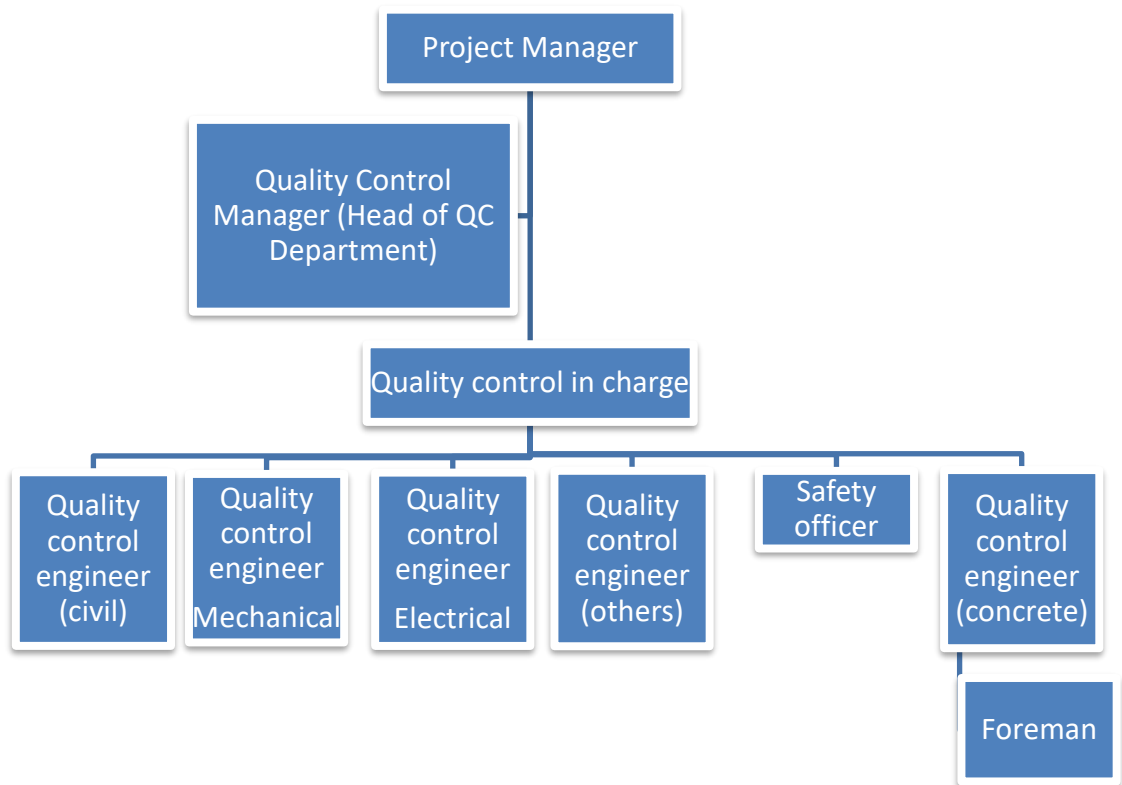 Project Manager
Quality Control
Manager (Head of QC
Department)
Quality control in charge
Quality
control
engineer
(civil)
Quality
control
engineer
Mechanical
Quality
control
engineer
Electrical
Quality
control
engineer
(others)
Safety
officer
Quality
control
engineer
(concrete)
Foreman